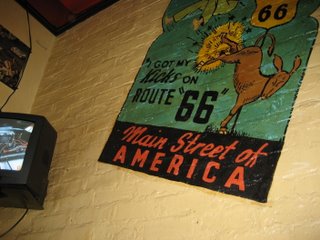 66
"I GOT MY
Kicks ON
ROUTE "66"
Main Street of
AMERICA